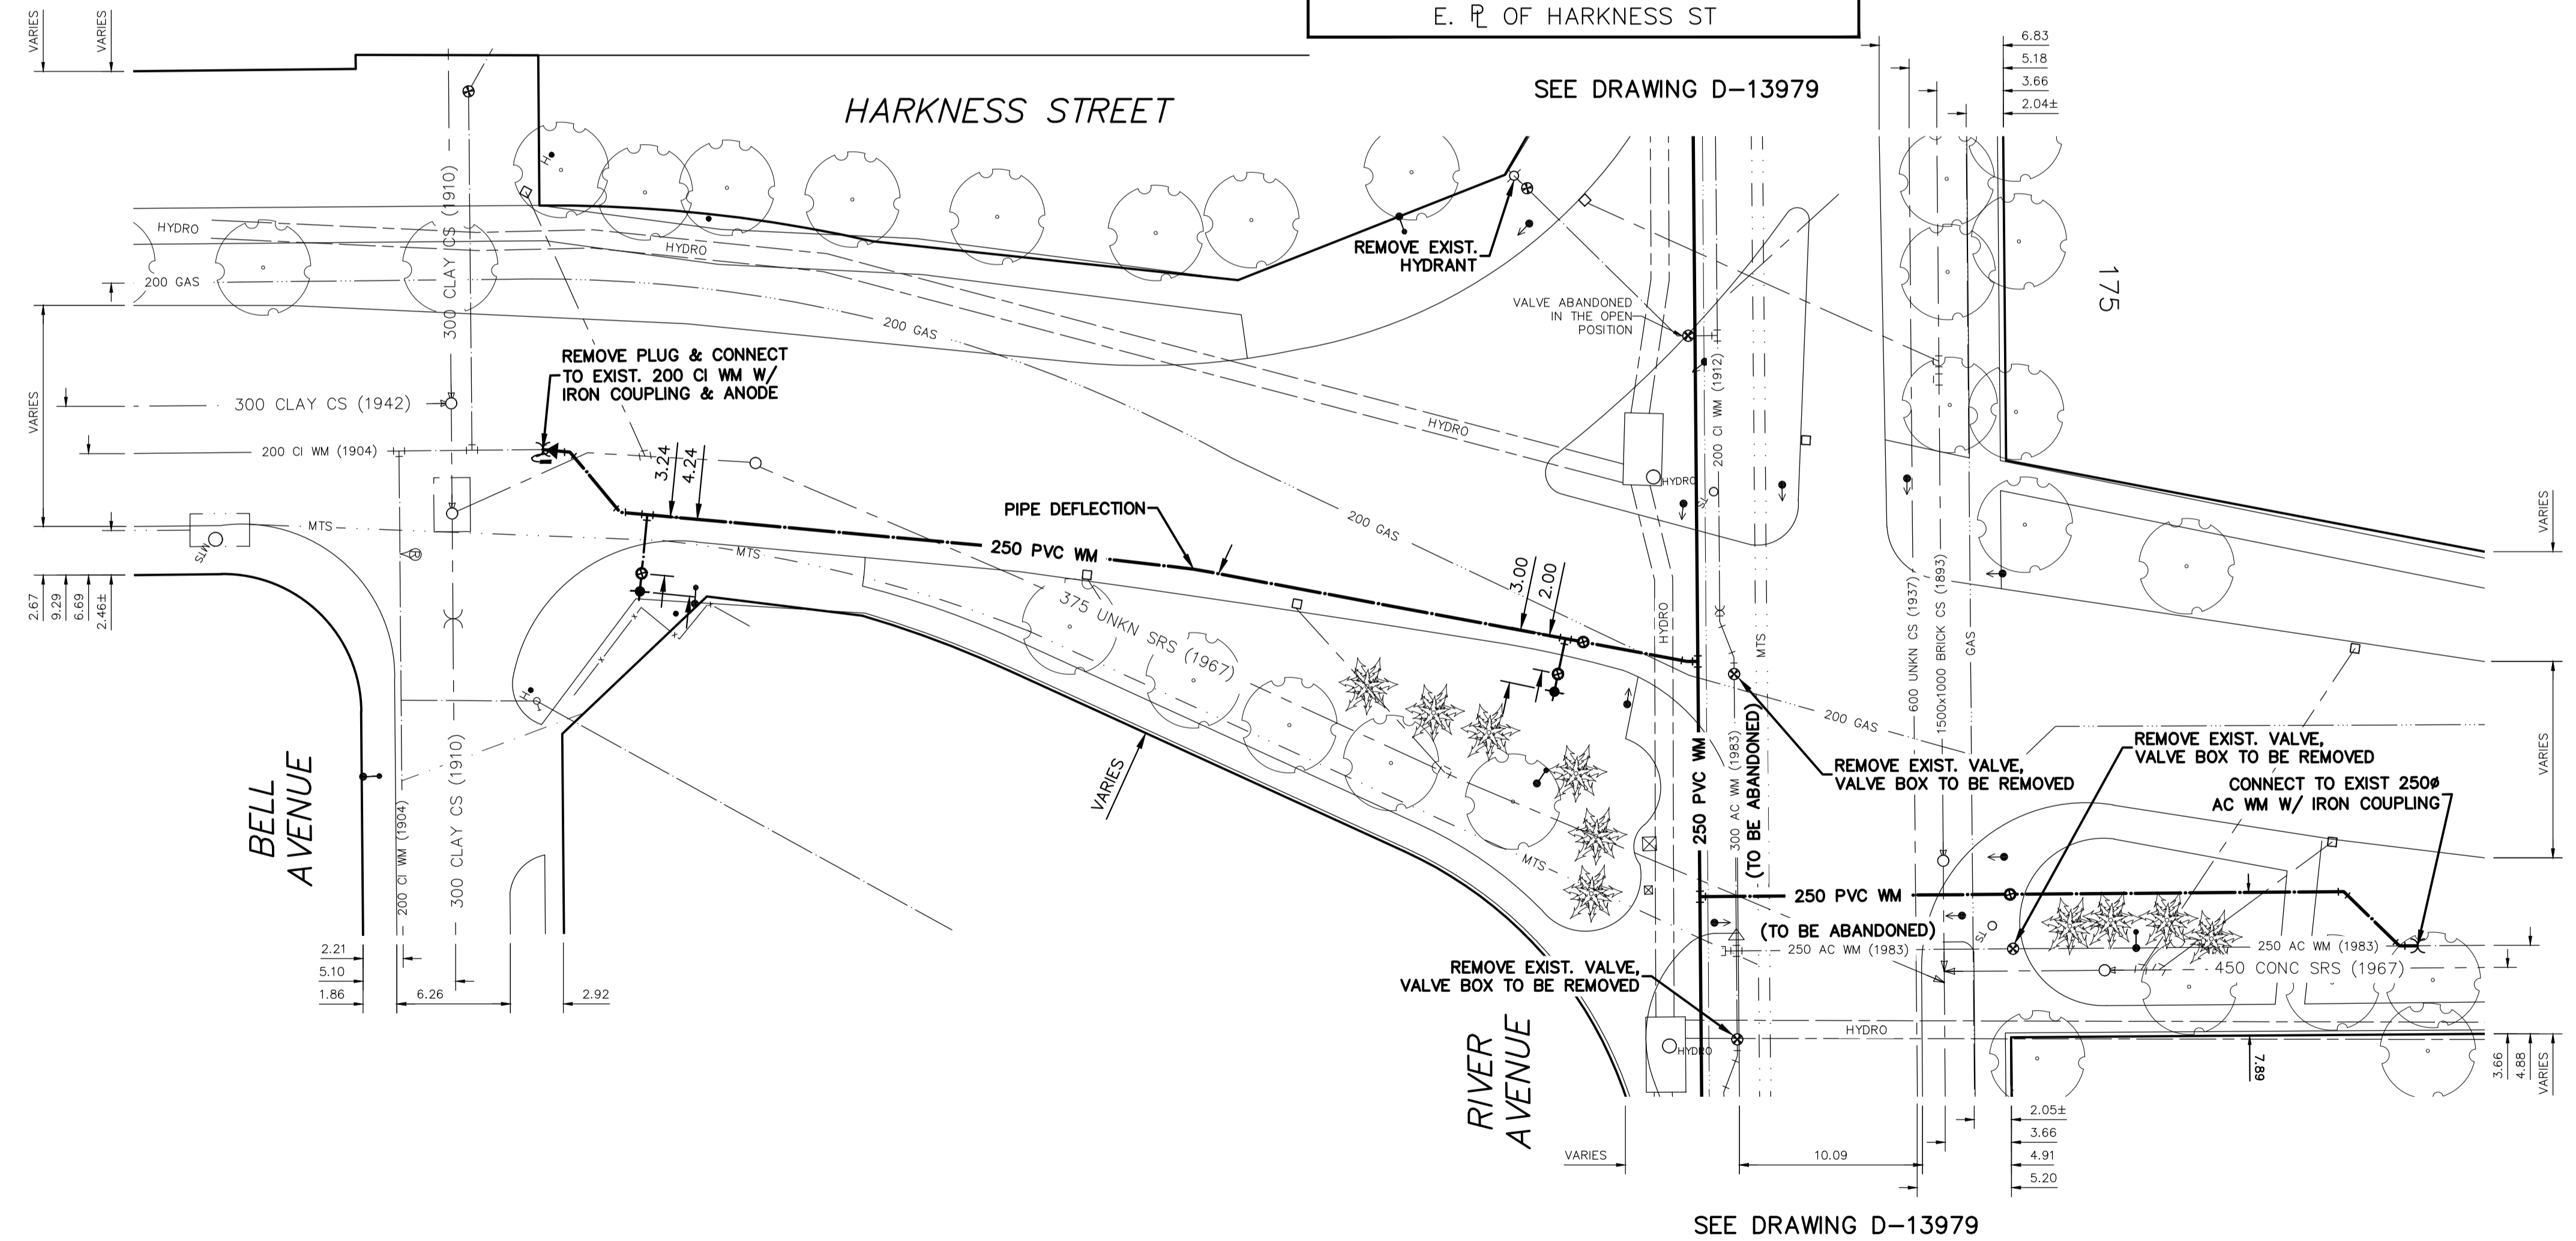 E. ⅊ OF HARKNESS ST
VARIES
VARIES
HARKNESS STREET
SEE DRAWING D-13979
6.83
5.18
3.66
2.04±
300 CLAY CS (1910)
HYDRO
HYDRO
200 GAS
200 GAS
REMOVE EXIST.
HYDRANT
VALVE ABANDONED
IN THE OPEN
POSITION
175
REMOVE PLUG & CONNECT
TO EXIST. 200 CI WM W/
IRON COUPLING & ANODE
200 CI WM (1912)
VARIES
300 CLAY CS (1942)
HYDRO
200 CI WM (1904)
3.24
4.24
HYDRO
TS
PIPE DEFLECTION
200 GAS
VARIES
MTS
MTS
MTS
250 PVC WM
2.67
9.29
6.69
2.46±
3.00
2.00
375 UNKN SRS (1967)
HYDRO
MTS
600 UNKN CS (1937)
1500x1000 BRICK CS (1893)
GAS
H
H
200 GAS
VARIES
BELL
AVENUE
200 CI WM (1904)
300 CLAY CS (1910)
VARIES
250 PVC WM
300 AC WM (1983)
(TO BE ABANDONED)
REMOVE EXIST. VALVE,
VALVE BOX TO BE REMOVED
REMOVE EXIST. VALVE,
VALVE BOX TO BE REMOVED
CONNECT TO EXIST 250ø
AC WM W/ IRON COUPLING
MTS
250 PVC WM
(TO BE ABANDONED)
250 AC WM (1983)
TS
250 AC WM (1983)
450 CONC SRS (1967)
2.21
5.10
1.86
6.26
2.92
REMOVE EXIST. VALVE,
VALVE BOX TO BE REMOVED
RIVER
AVENUE
HYDRO
HYDRO
7.89
3.66
4.88
VARIES
VARIES
10.09
2.05±
3.66
4.91
5.20
SEE DRAWING D-13979